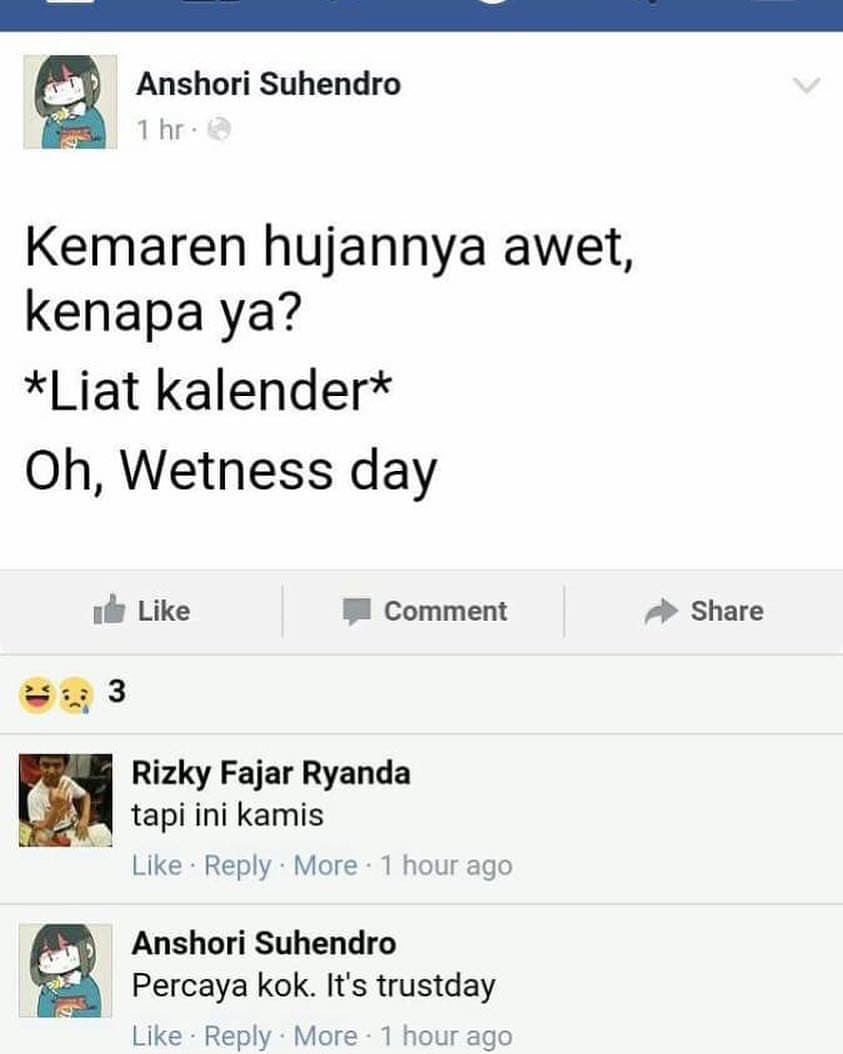 Anshori Suhendro
1 hr ·
Kemaren hujannya awet,
kenapa ya?
*Liat kalender*
Oh, Wetness day
Like Comment Share
3
Rizky Fajar Ryanda
tapi ini kamis
Like · Reply · More · 1 hour ago
Anshori Suhendro
Percaya kok. It's trustday
Like · Reply · More · 1 hour ago